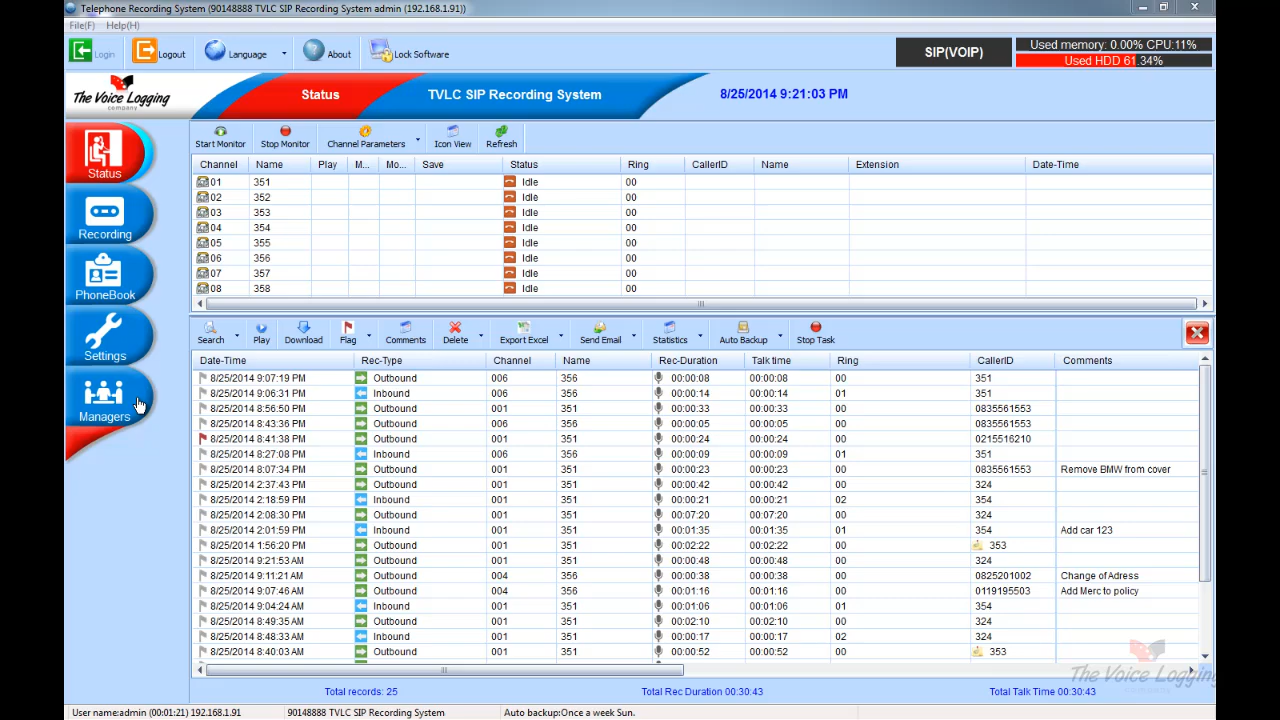 Telephone Recording System (90148888 TVLC SIP Recording System admin (192.168.1.91))
File(F) Help(H)
Login Logout Language About Lock Software SIP(VOIP) Used memory: 0.00% CPU:11%
Used HDD 61.34%
The Voice Logging company Status TVLC SIP Recording System 8/25/2014 9:21:03 PM
Status
Recording
PhoneBook
Settings
Managers
Start Monitor Stop Monitor Channel Parameters Icon View Refresh
Channel Name Play M... Mo... Save Status Ring CallerID Name Extension Date-Time
01 351 Idle 00
02 352 Idle 00
03 353 Idle 00
04 354 Idle 00
05 355 Idle 00
06 356 Idle 00
07 357 Idle 00
08 358 Idle 00
Search Play Download Flag Comments Delete Export Excel Send Email Statistics Auto Backup Stop Task
Date-Time Rec-Type Channel Name Rec-Duration Talk time Ring CallerID Comments
8/25/2014 9:07:19 PM Outbound 006 356 00:00:08 00:00:08 00 351
8/25/2014 9:06:31 PM Inbound 006 356 00:00:14 00:00:14 01 351
8/25/2014 8:56:50 PM Outbound 001 351 00:00:33 00:00:33 00 0835561553
8/25/2014 8:43:36 PM Outbound 006 356 00:00:05 00:00:05 00 0835561553
8/25/2014 8:41:38 PM Outbound 001 351 00:00:24 00:00:24 00 0215516210
8/25/2014 8:27:08 PM Inbound 006 356 00:00:09 00:00:09 01 351
8/25/2014 8:07:34 PM Outbound 001 351 00:00:23 00:00:23 00 0835561553 Remove BMW from cover
8/25/2014 2:37:43 PM Outbound 001 351 00:00:42 00:00:42 00 324
8/25/2014 2:18:59 PM Inbound 001 351 00:00:21 00:00:21 02 354
8/25/2014 2:08:30 PM Outbound 001 351 00:07:20 00:07:20 00 324
8/25/2014 2:01:59 PM Inbound 001 351 00:01:35 00:01:35 01 354 Add car 123
8/25/2014 1:56:20 PM Outbound 001 351 00:02:22 00:02:22 00 353
8/25/2014 9:21:53 AM Outbound 001 351 00:00:48 00:00:48 00 324
8/25/2014 9:11:21 AM Outbound 004 356 00:00:38 00:00:38 00 0825201002 Change of Adress
8/25/2014 9:07:46 AM Outbound 004 356 00:01:16 00:01:16 00 0119195503 Add Merc to policy
8/25/2014 9:04:24 AM Inbound 001 351 00:01:06 00:01:06 01 354
8/25/2014 8:49:35 AM Outbound 001 351 00:02:10 00:02:10 00 324
8/25/2014 8:48:33 AM Inbound 001 351 00:00:17 00:00:17 02 324
8/25/2014 8:40:03 AM Outbound 001 351 00:00:52 00:00:52 00 353
The Voice Logging
Total records: 25 Total Rec Duration 00:30:43 Total Talk Time 00:30:43
User name:admin (00:01:21) 192.168.1.91 90148888 TVLC SIP Recording System Auto backup:Once a week Sun.